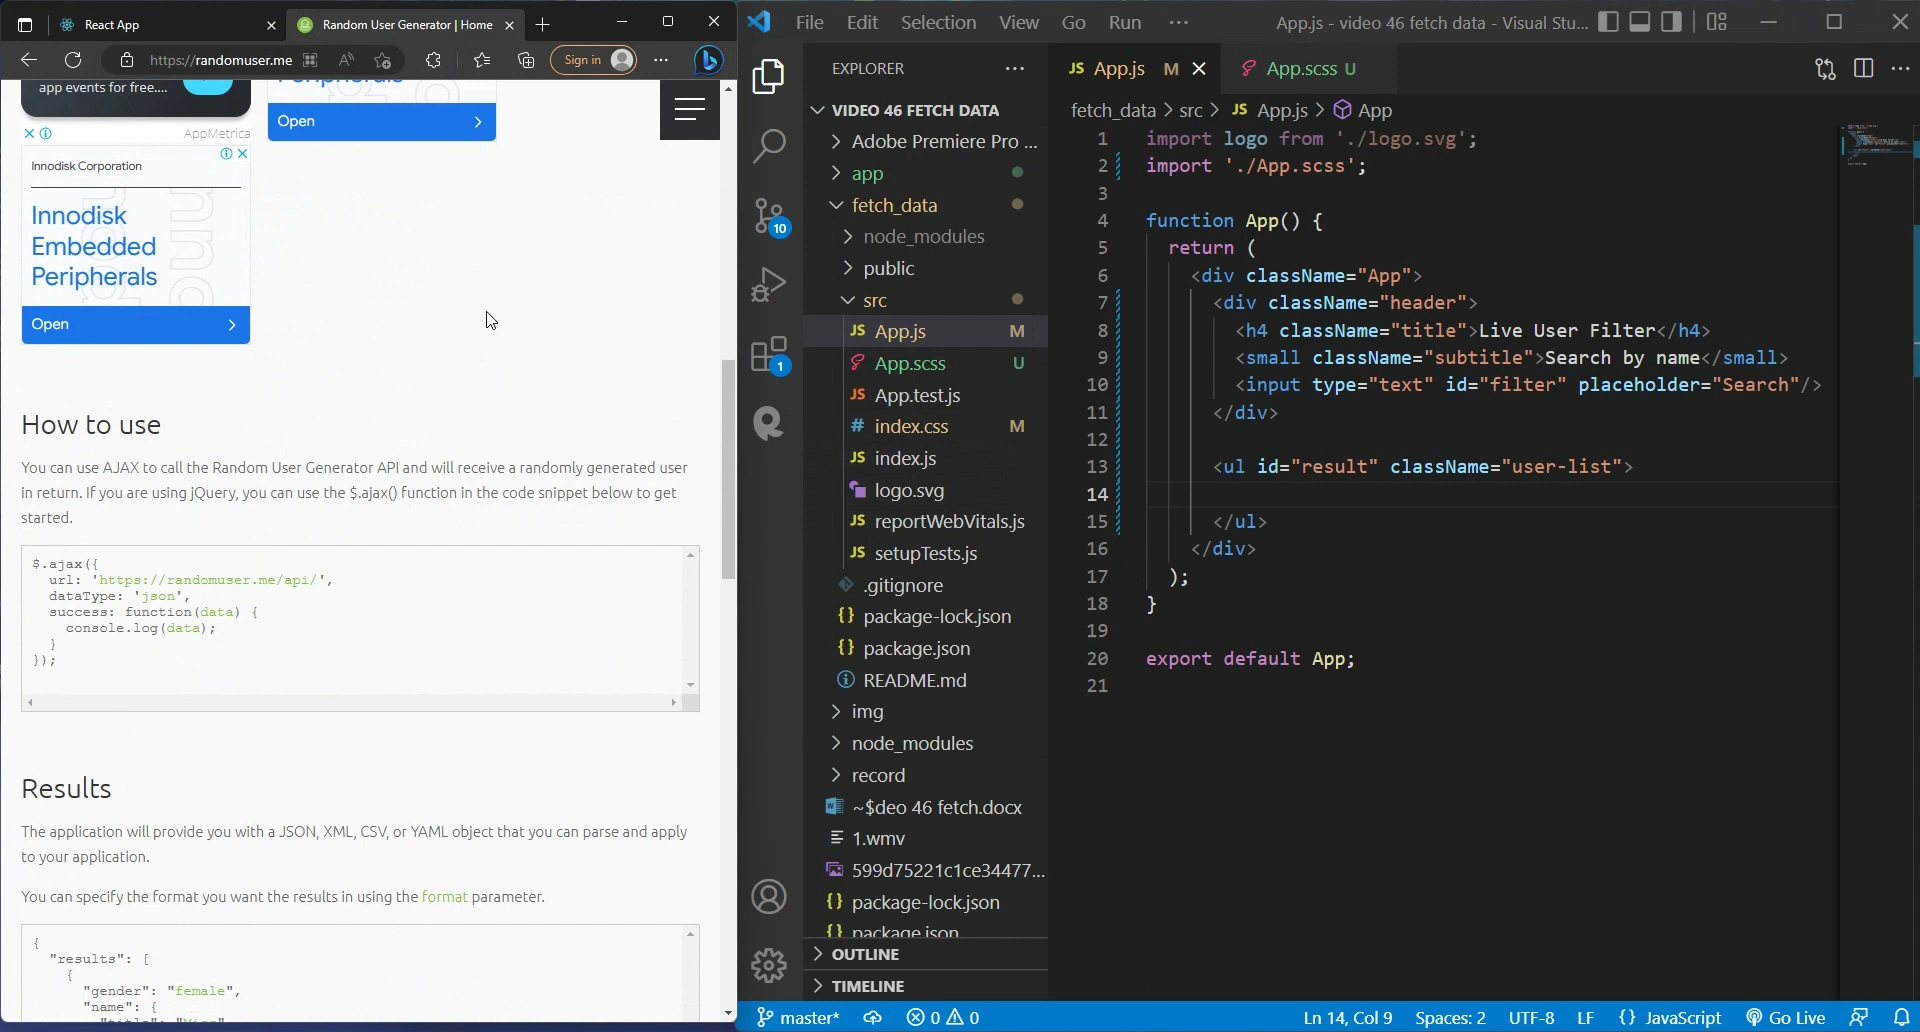 React App
Random User Generator | Home
https://randomuser.me
Sign in
app events for free....
Open
AppMetrica
Innodisk Corporation
Innodisk
Embedded
Peripherals
Open
How to use
You can use AJAX to call the Random User Generator API and will receive a randomly generated user
in return. If you are using jQuery, you can use the $.ajax() function in the code snippet below to get
started.
$.ajax({
url: 'https://randomuser.me/api/',
dataType: 'json',
success: function(data) {
console.log(data);
}
});
Results
The application will provide you with a JSON, XML, CSV, or YAML object that you can parse and apply
to your application.
You can specify the format you want the results in using the format parameter.
{
"results": [
{
"gender": "female",
"name": {
File Edit Selection View Go Run ···
App.js - video 46 fetch data - Visual Stu...
EXPLORER
VIDEO 46 FETCH DATA
Adobe Premiere Pro ...
app
fetch_data
node_modules
public
src
JS App.js M
App.scss U
JS App.test.js
# index.css M
JS index.js
logo.svg
JS reportWebVitals.js
JS setupTests.js
.gitignore
{} package-lock.json
{} package.json
README.md
img
node_modules
record
~$deo 46 fetch.docx
1.wmv
599d75221c1ce34477...
{} package-lock.json
{} package.json
OUTLINE
TIMELINE
10
1
JS App.js M
App.scss U
fetch_data > src > JS App.js > App
1 import logo from './logo.svg';
2 import './App.scss';
3
4 function App() {
5 return (
6 <div className="App">
7 <div className="header">
8 <h4 className="title">Live User Filter</h4>
9 <small className="subtitle">Search by name</small>
10 <input type="text" id="filter" placeholder="Search"/>
11 </div>
12
13 <ul id="result" className="user-list">
14
15 </ul>
16 </div>
17 );
18 }
19
20 export default App;
21
master* 0 0
Ln 14, Col 9 Spaces: 2 UTF-8 LF {} JavaScript Go Live